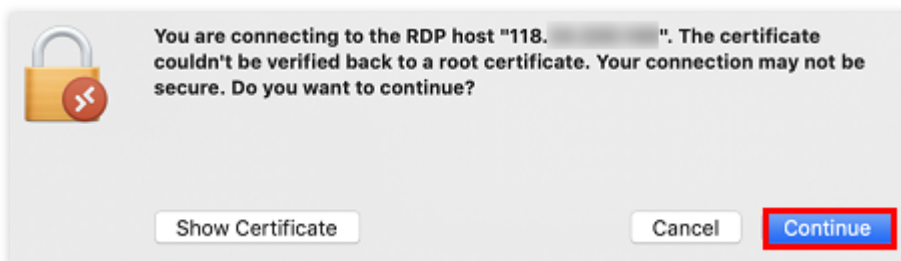 You are connecting to the RDP host "118. ". The certificate
couldn't be verified back to a root certificate. Your connection may not be
secure. Do you want to continue?
Show Certificate Cancel Continue